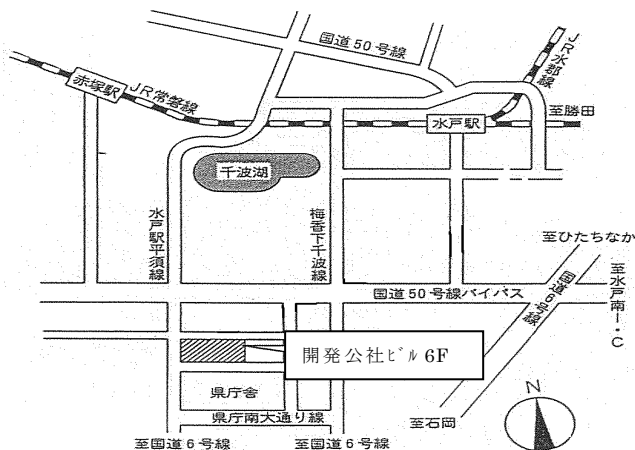 国道50号線
JR水郡線
赤塚駅
JR常磐線
至勝田
水戸駅
千波湖
水戸駅平須線
梅香下千波線
至ひたちなか
国道6号線
至水戸南I・C
国道50号線バイパス
開発公社ビル6F
県庁舎
県庁南大通り線
至石岡
N
至国道6号線
至国道6号線